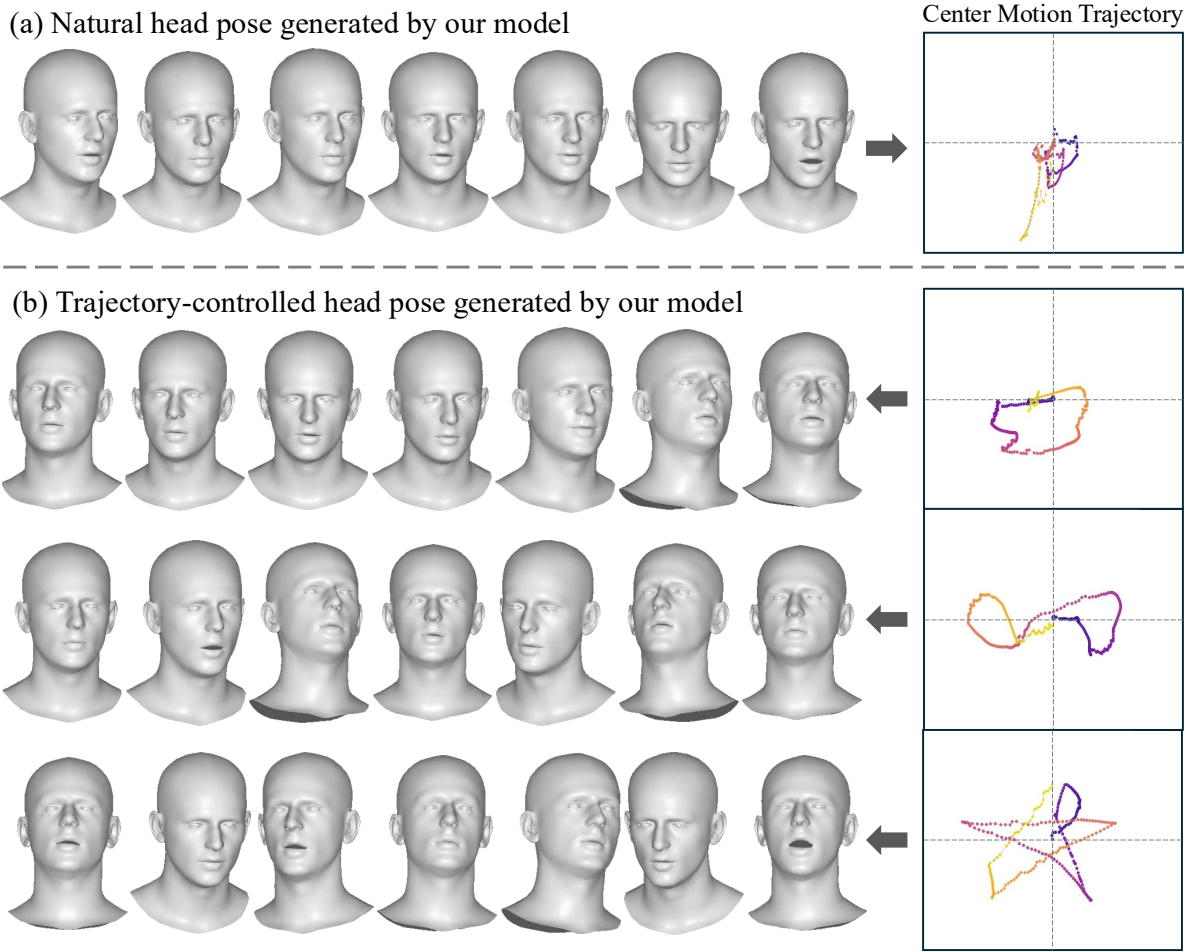 (a) Natural head pose generated by our model
Center Motion Trajectory
(b) Trajectory-controlled head pose generated by our model